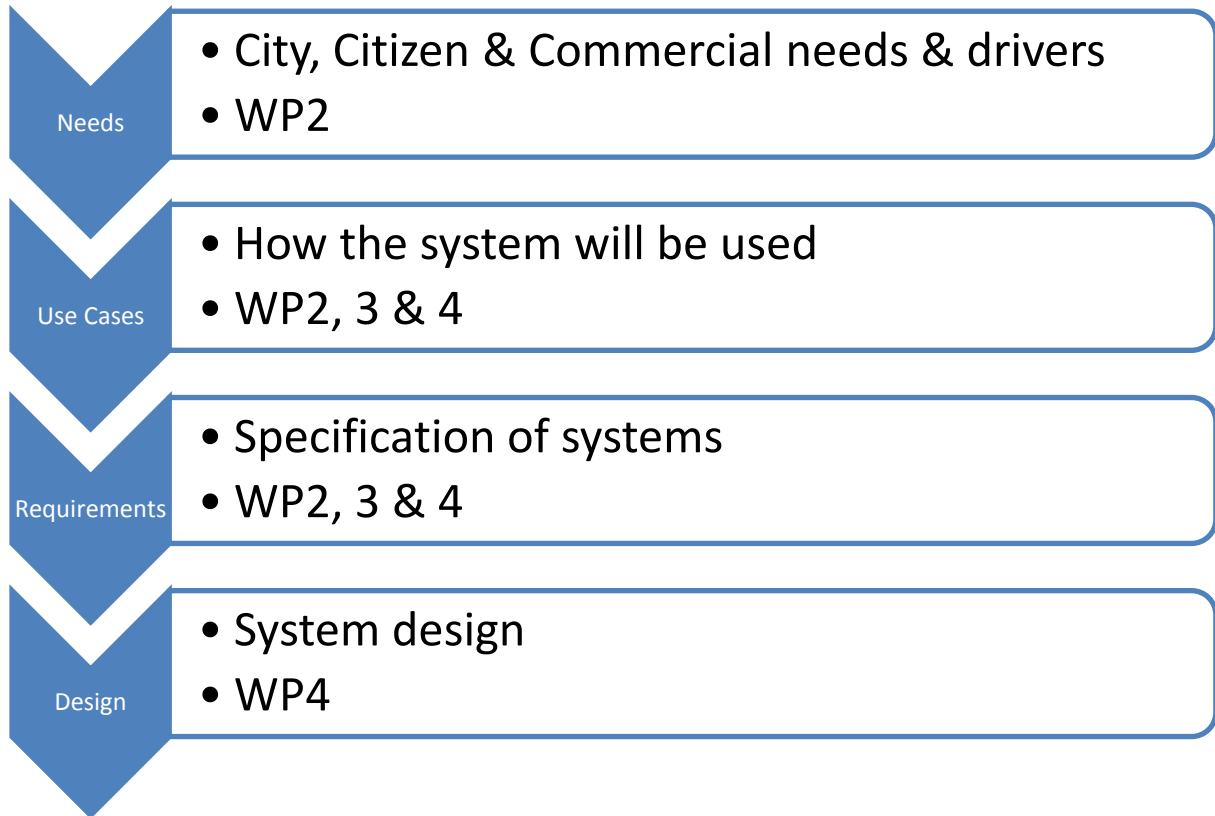 Needs
• City, Citizen & Commercial needs & drivers
• WP2
Use Cases
• How the system will be used
• WP2, 3 & 4
Requirements
• Specification of systems
• WP2, 3 & 4
Design
• System design
• WP4